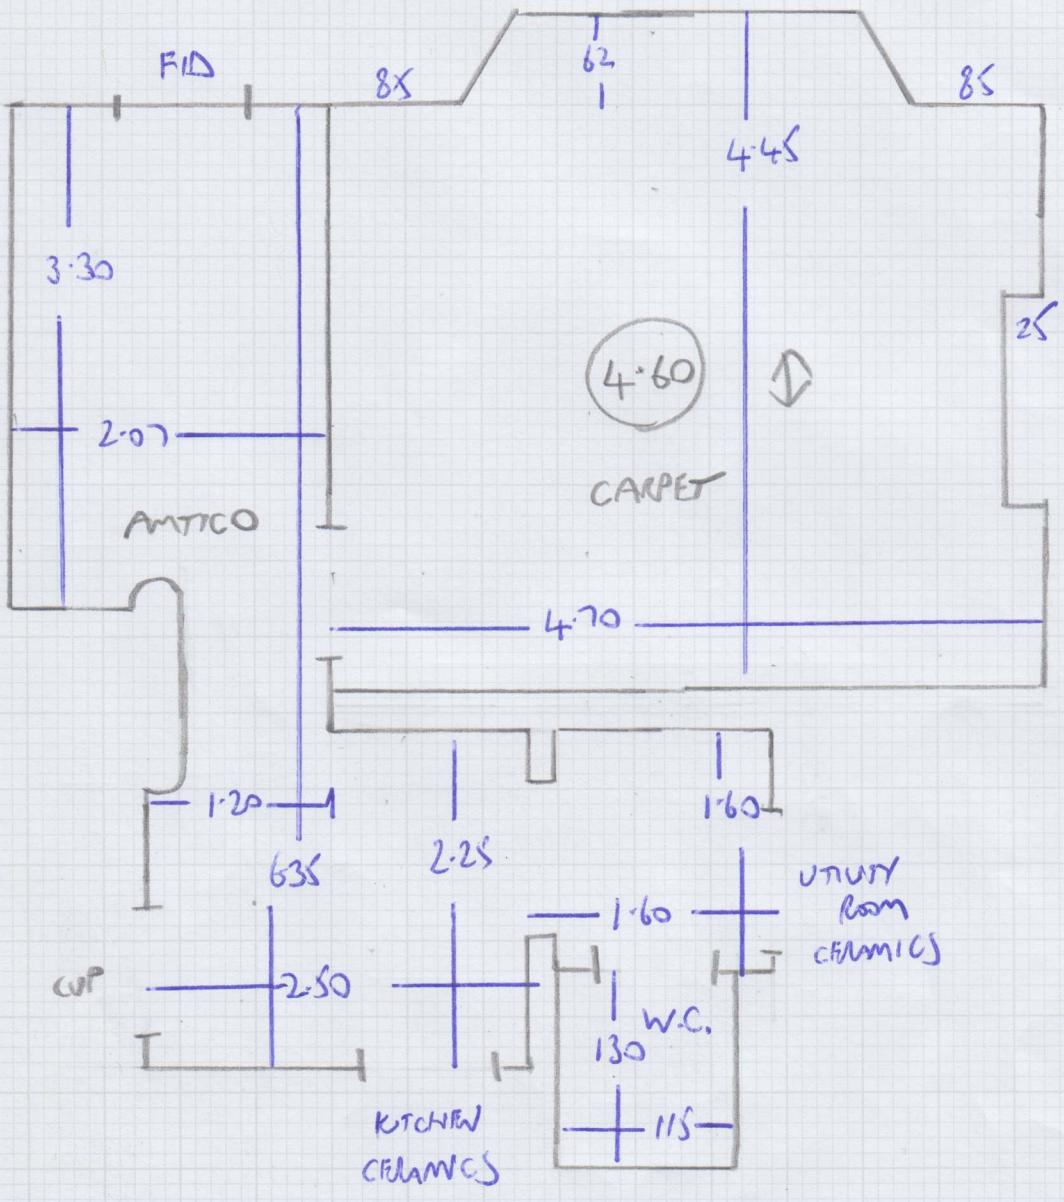 F/D
85
62
85
4.45
3.30
25
4.60
2.07
CARPET
AMTICO
4.70
1.20
1.60
635
2.25
UTILITY
1.60
ROOM
CERAMICS
CUP
2.50
W.C.
130
KITCHEN
115
CERAMICS